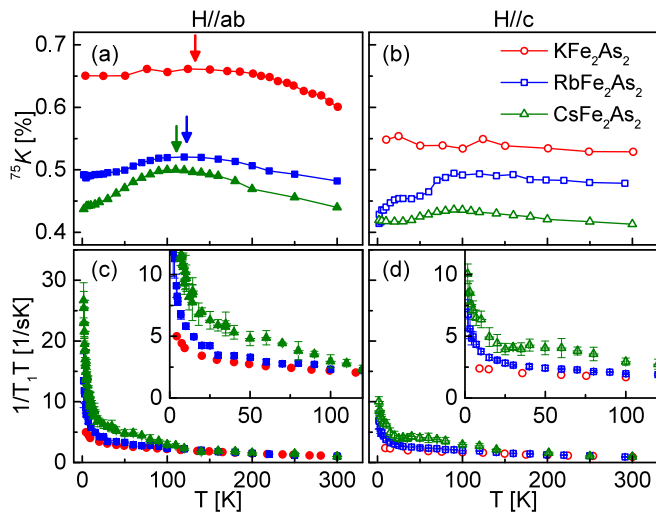 H//ab
H//c
0.7
(a)
(b)
KFe₂As₂
RbFe₂As₂
CsFe₂As₂
0.6
⁷⁵K [%]
0.5
0.4
(c)
(d)
30
10
10
20
5
5
1/T₁T [1/sK]
10
0
0
0 50 100
0 50 100
0
0 100 200 300
0 100 200 300
T [K]
T [K]